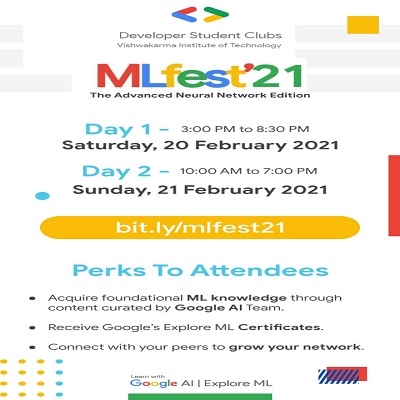 Developer Student Clubs
Vishwakarma Institute of Technology
MLfest'21
The Advanced Neural Network Edition
Day 1 - 3:00 PM to 8:30 PM
Saturday, 20 February 2021
Day 2 - 10:00 AM to 7:00 PM
Sunday, 21 February 2021
bit.ly/mlfest21
Perks To Attendees
• Acquire foundational ML knowledge through
content curated by Google AI Team.
• Receive Google's Explore ML Certificates.
• Connect with your peers to grow your network.
Learn with
Google AI | Explore ML